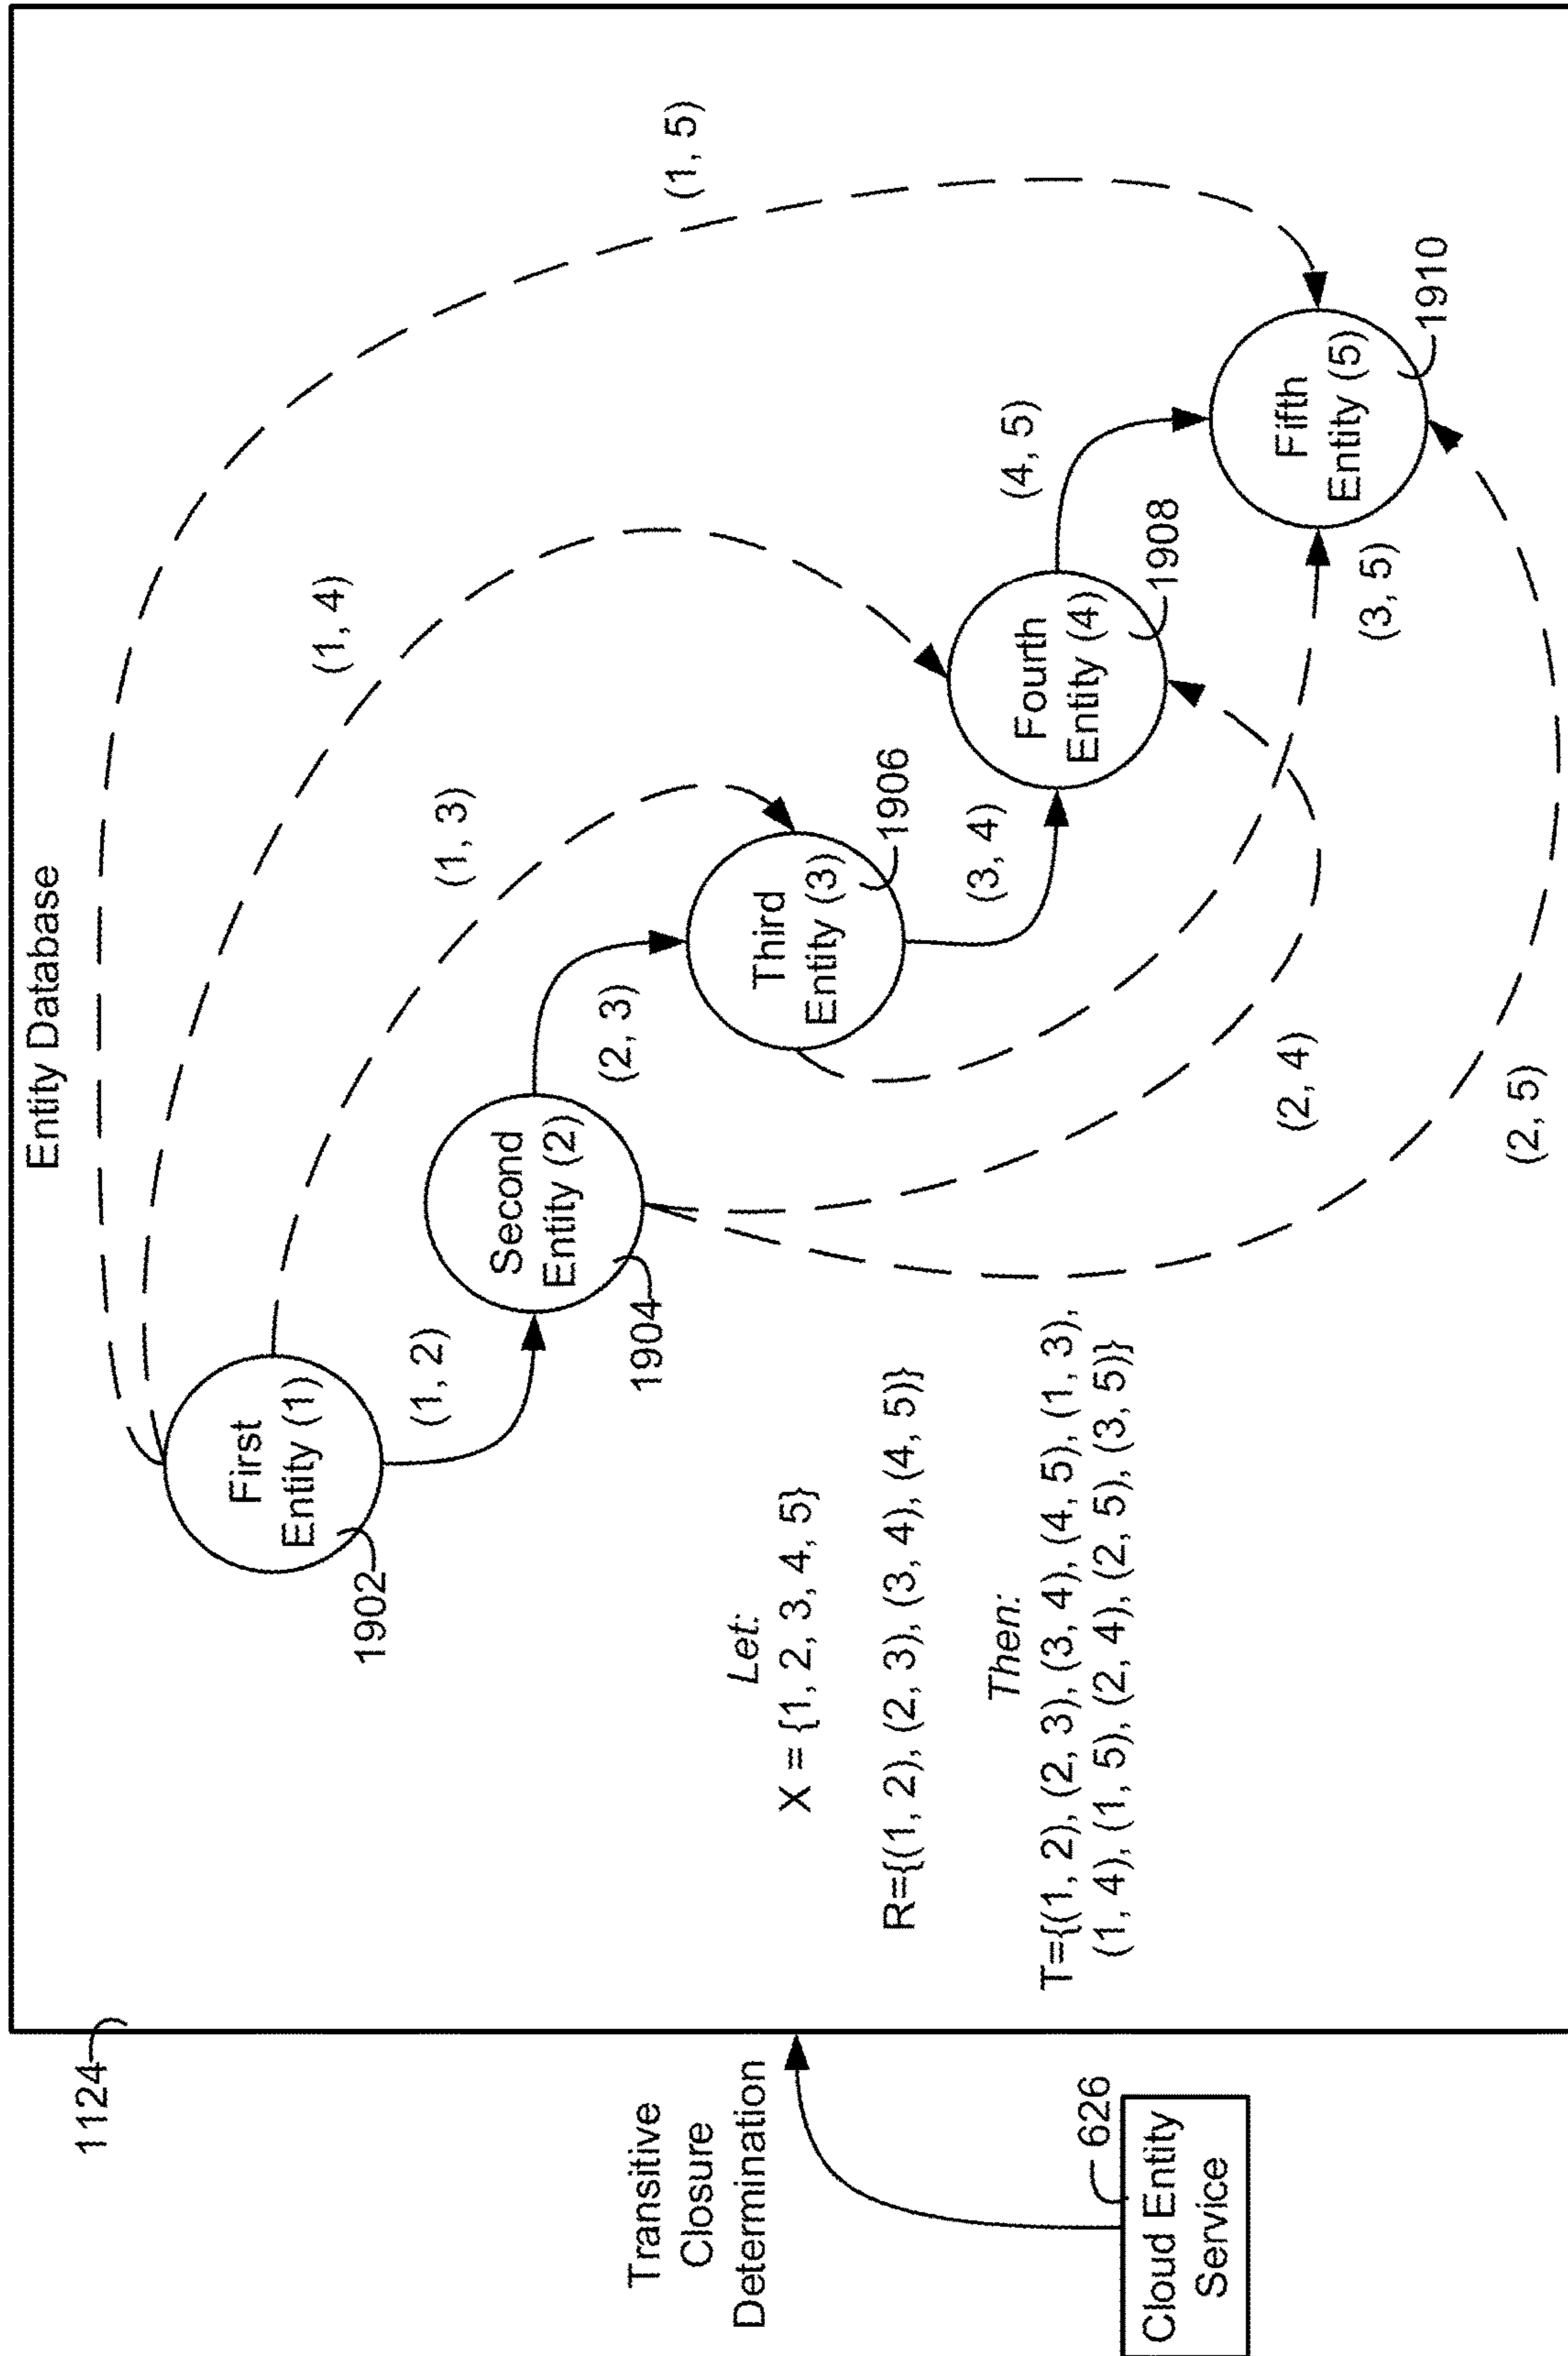 Entity Database
1124
Transitive
Closure
Determination
626
Cloud Entity
Service
First
Entity (1)
1902
(1, 2)
Second
Entity (2)
1904
(2, 3)
Third
Entity (3)
1906
(3, 4)
Fourth
Entity (4)
1908
(4, 5)
Fifth
Entity (5)
1910
(1, 3)
(1, 4)
(1, 5)
(3, 5)
(2, 4)
(2, 5)
Let:
X = {1, 2, 3, 4, 5}
R={(1, 2), (2, 3), (3, 4), (4, 5)}
Then:
T={(1, 2), (2, 3), (3, 4), (4, 5), (1, 3),
(1, 4), (1, 5), (2, 4), (2, 5), (3, 5)}